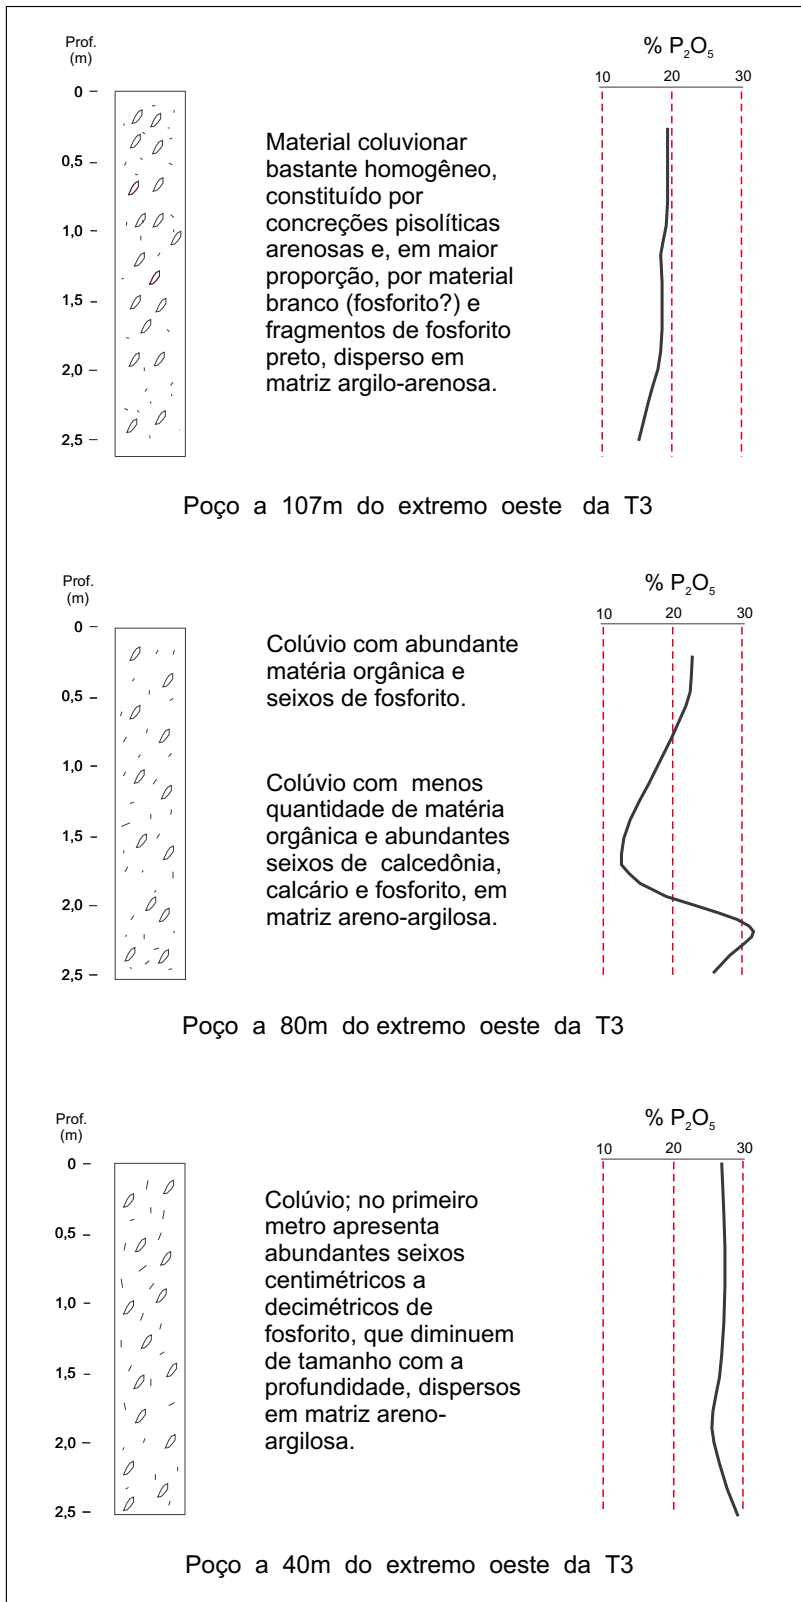 Prof.
(m)
% P2O5
10 20 30
0
0,5
1,0
1,5
2,0
2,5
Material coluvionar
bastante homogêneo,
constituído por
concreções pisolíticas
arenosas e, em maior
proporção, por material
branco (fosforito?) e
fragmentos de fosforito
preto, disperso em
matriz argilo-arenosa.
Poço a 107m do extremo oeste da T3
Prof.
(m)
% P2O5
10 20 30
0
0,5
1,0
1,5
2,0
2,5
Colúvio com abundante
matéria orgânica e
seixos de fosforito.
Colúvio com menos
quantidade de matéria
orgânica e abundantes
seixos de calcedônia,
calcário e fosforito, em
matriz areno-argilosa.
Poço a 80m do extremo oeste da T3
Prof.
(m)
% P2O5
10 20 30
0
0,5
1,0
1,5
2,0
2,5
Colúvio; no primeiro
metro apresenta
abundantes seixos
centimétricos a
decimétricos de
fosforito, que diminuem
de tamanho com a
profundidade, dispersos
em matriz areno-
argilosa.
Poço a 40m do extremo oeste da T3